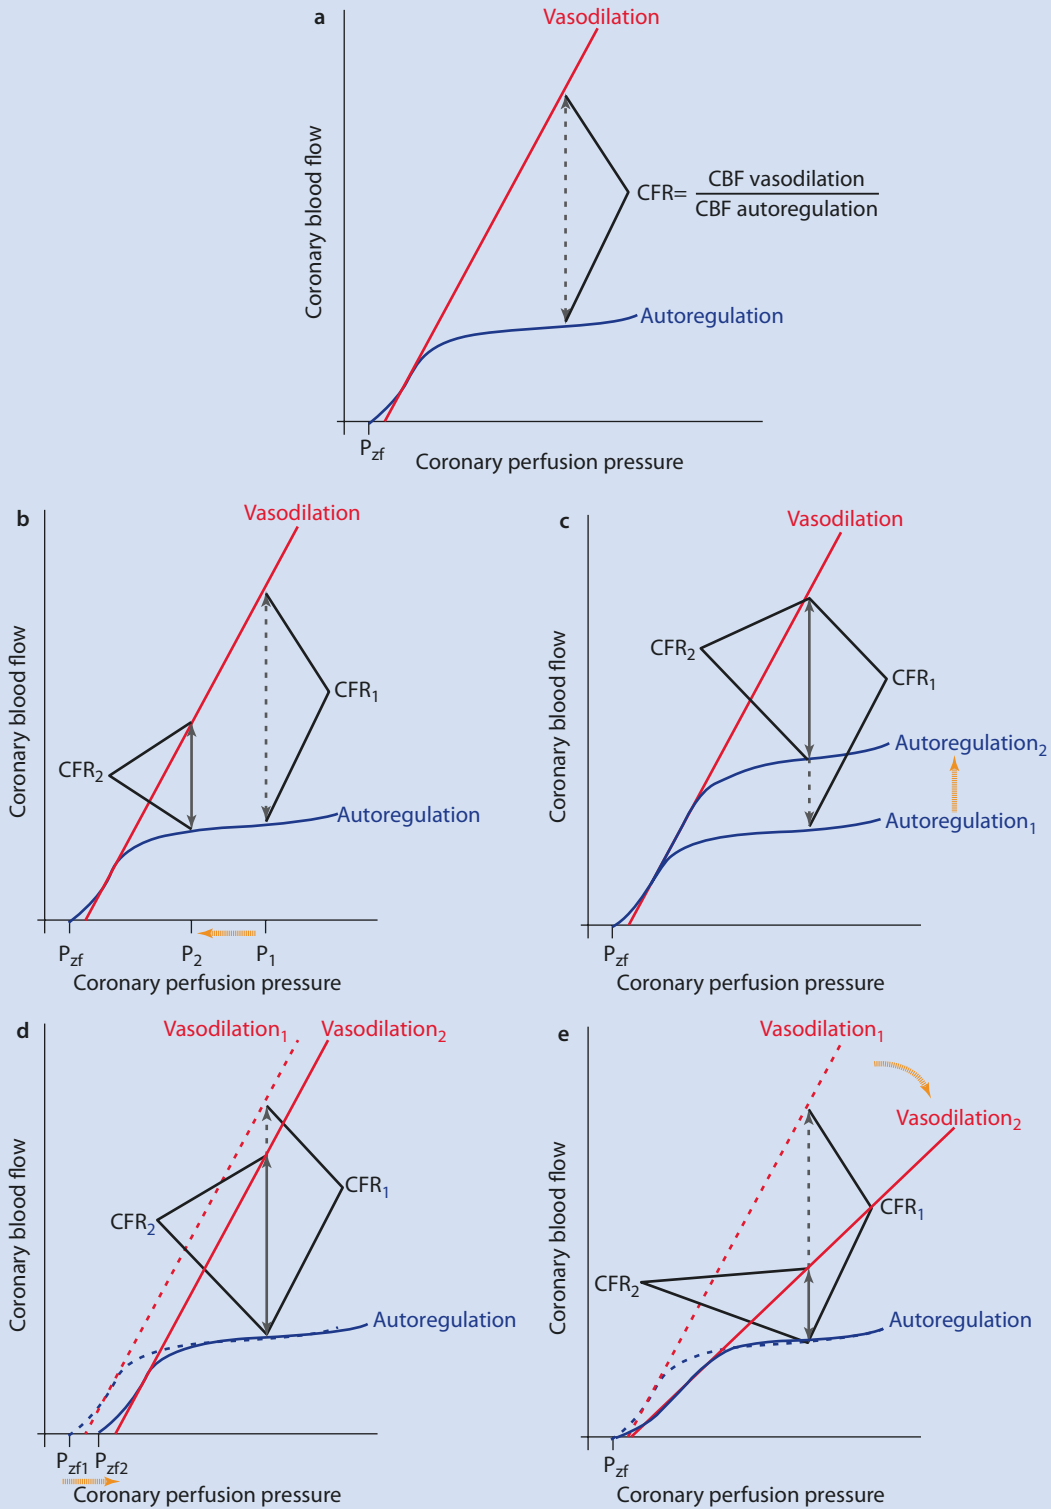 a
Vasodilation
Coronary blood flow
CFR= CBF vasodilation
CBF autoregulation
Autoregulation
Pzf
Coronary perfusion pressure
b
Vasodilation
Coronary blood flow
CFR1
CFR2
Autoregulation
Pzf P2 P1
Coronary perfusion pressure
c
Vasodilation
Coronary blood flow
CFR2
CFR1
Autoregulation2
Autoregulation1
Pzf
Coronary perfusion pressure
d
Vasodilation1 Vasodilation2
Coronary blood flow
CFR1
CFR2
Autoregulation
Pzf1 Pzf2
Coronary perfusion pressure
e
Vasodilation1
Vasodilation2
Coronary blood flow
CFR1
CFR2
Autoregulation
Pzf
Coronary perfusion pressure